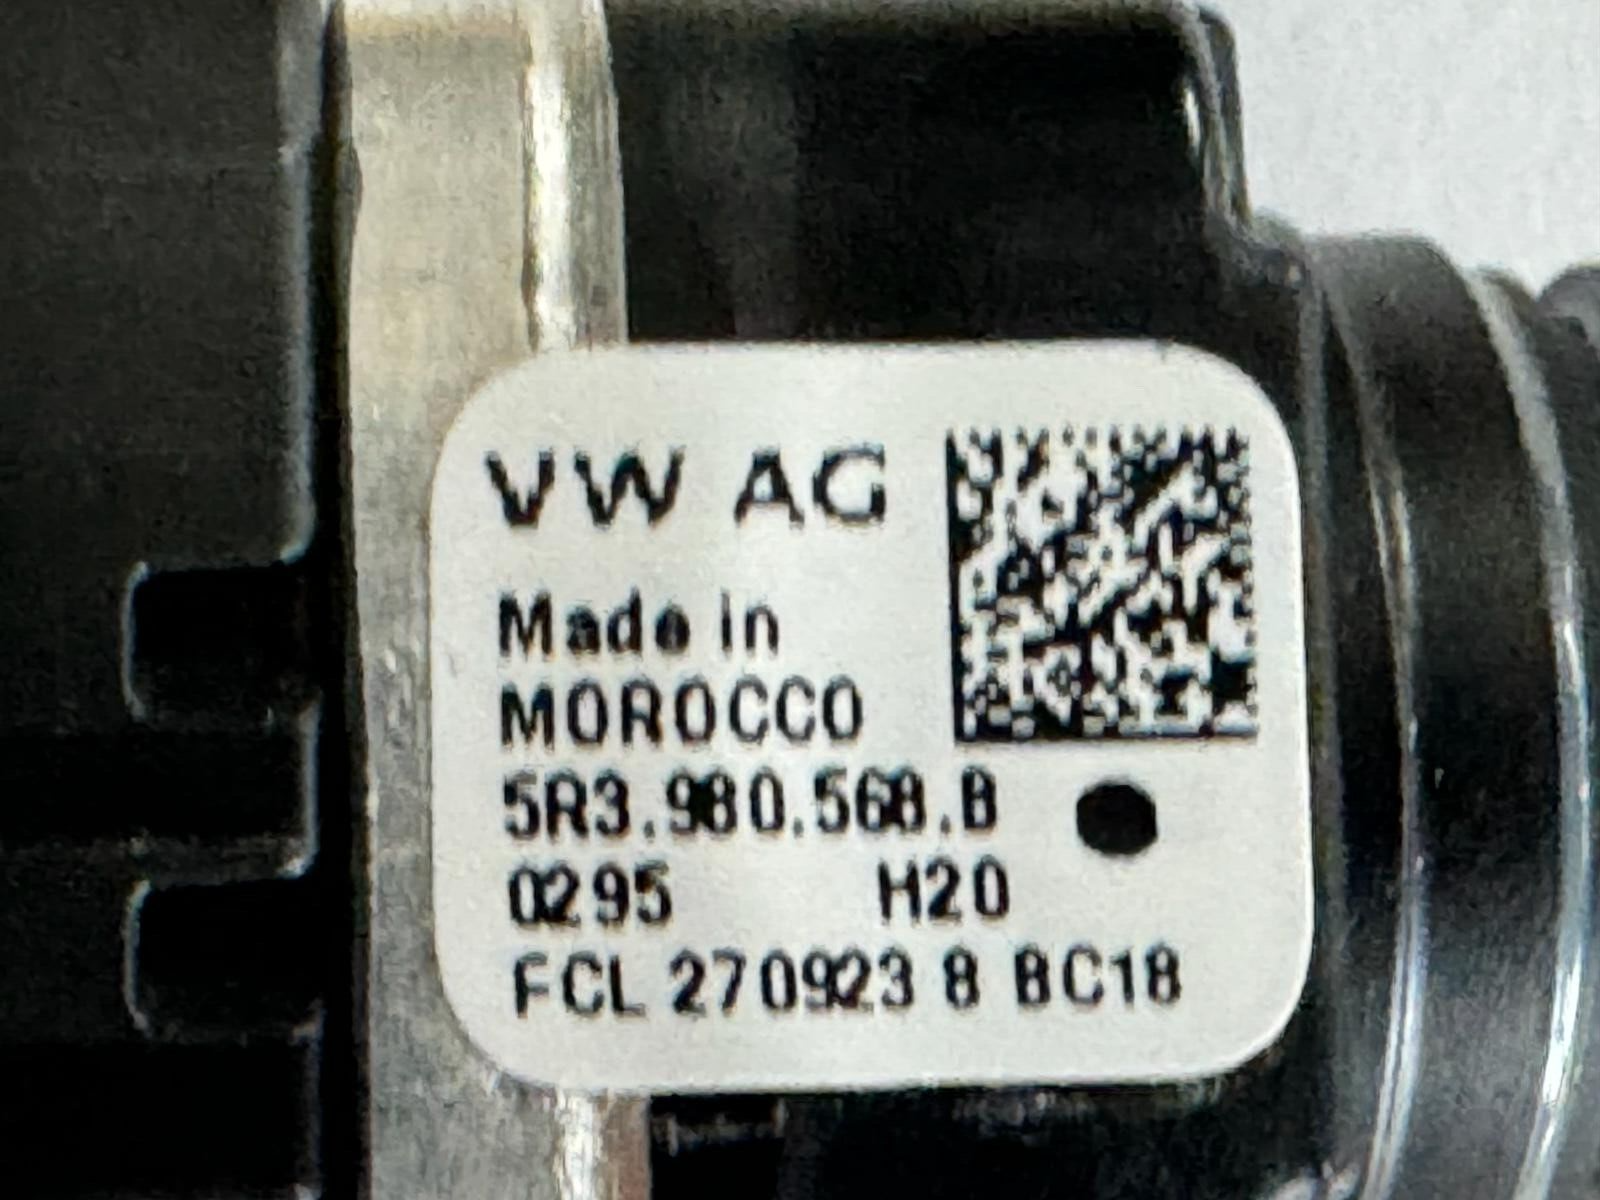 VW AG
Made in
MOROCCO
5R3.980.568.B
0295 H20
FCL 270923 8 BC18